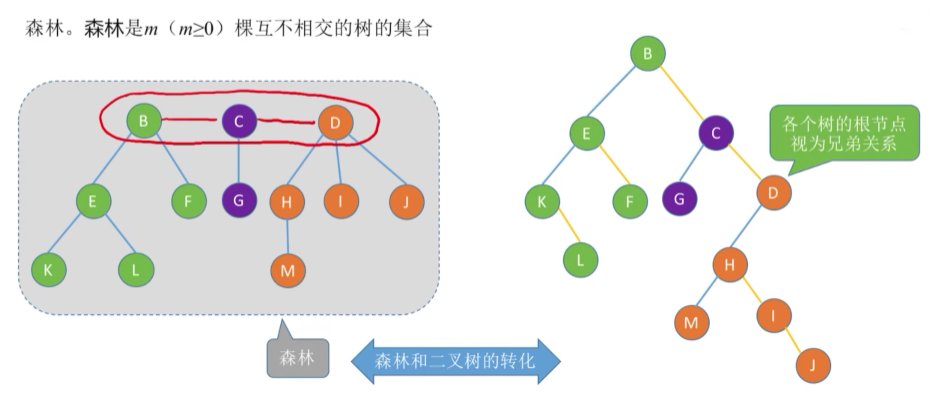 森林。森林是m（m≥0）棵互不相交的树的集合
B C D
E F G H I J
K L M
森林
森林和二叉树的转化
B
E C
各个树的根节点
视为兄弟关系
K F G D
L H
M I
J